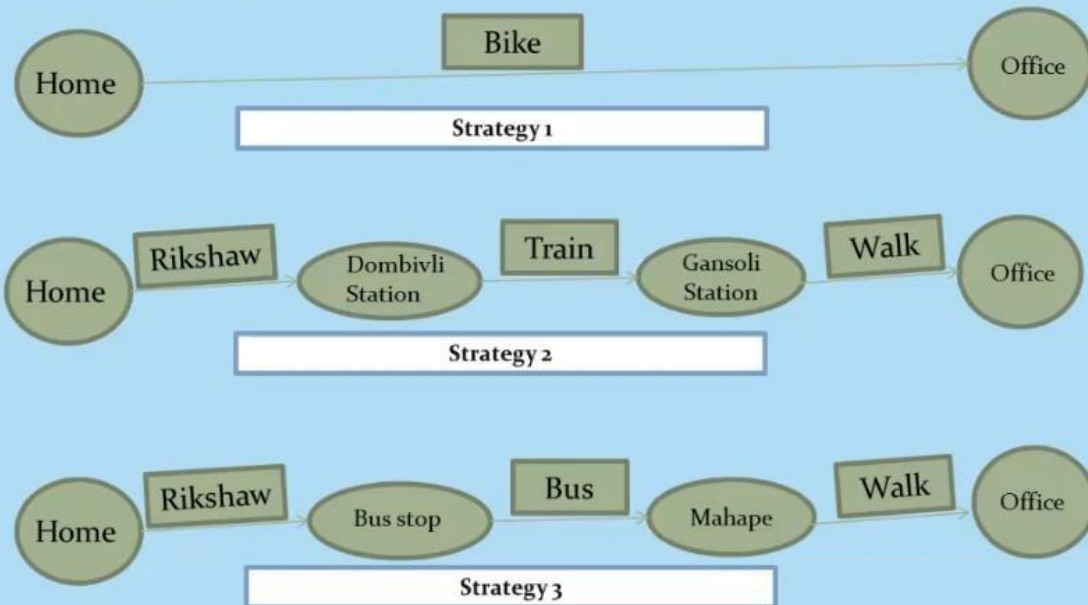 Bike
Home
Office
Strategy 1
Rikshaw
Train
Walk
Home
Dombivli
Station
Gansoli
Station
Office
Strategy 2
Rikshaw
Bus
Walk
Home
Bus stop
Mahape
Office
Strategy 3